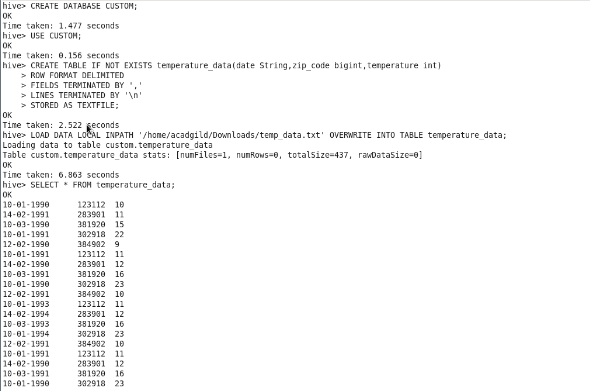 hive> CREATE DATABASE CUSTOM;
OK
Time taken: 1.477 seconds
hive> USE CUSTOM;
OK
Time taken: 0.156 seconds
hive> CREATE TABLE IF NOT EXISTS temperature_data(date String,zip_code bigint,temperature int)
    > ROW FORMAT DELIMITED
    > FIELDS TERMINATED BY ','
    > LINES TERMINATED BY '\n'
    > STORED AS TEXTFILE;
OK
Time taken: 2.522 seconds
hive> LOAD DATA LOCAL INPATH '/home/acadgild/Downloads/temp_data.txt' OVERWRITE INTO TABLE temperature_data;
Loading data to table custom.temperature_data
Table custom.temperature_data stats: [numFiles=1, numRows=0, totalSize=437, rawDataSize=0]
OK
Time taken: 6.863 seconds
hive> SELECT * FROM temperature_data;
OK
10-01-1990	123112	10
14-02-1991	283901	11
10-03-1990	381920	15
10-01-1991	302918	22
12-02-1990	384902	9
10-01-1991	123112	11
14-02-1990	283901	12
10-03-1991	381920	16
10-01-1990	302918	23
12-02-1991	384902	10
10-01-1993	123112	11
14-02-1994	283901	12
10-03-1993	381920	16
10-01-1994	302918	23
12-02-1991	384902	10
10-01-1991	123112	11
14-02-1990	283901	12
10-03-1991	381920	16
10-01-1990	302918	23